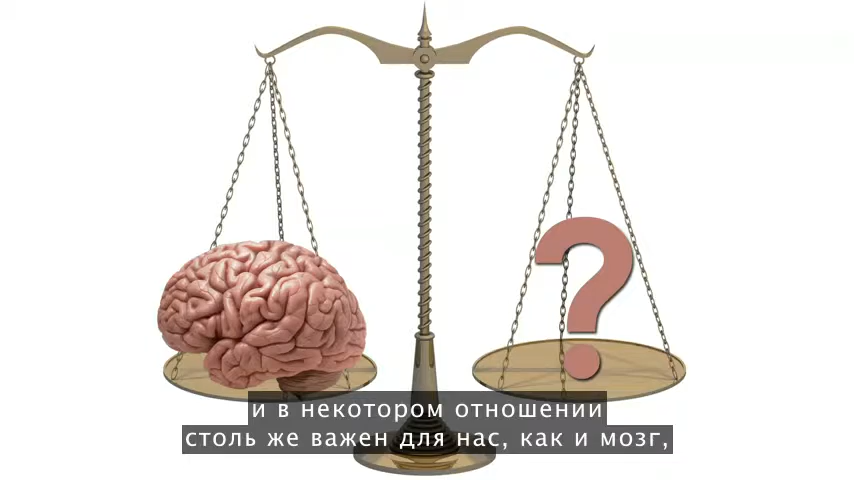 ?
и в некотором отношении
столь же важен для нас, как и мозг,